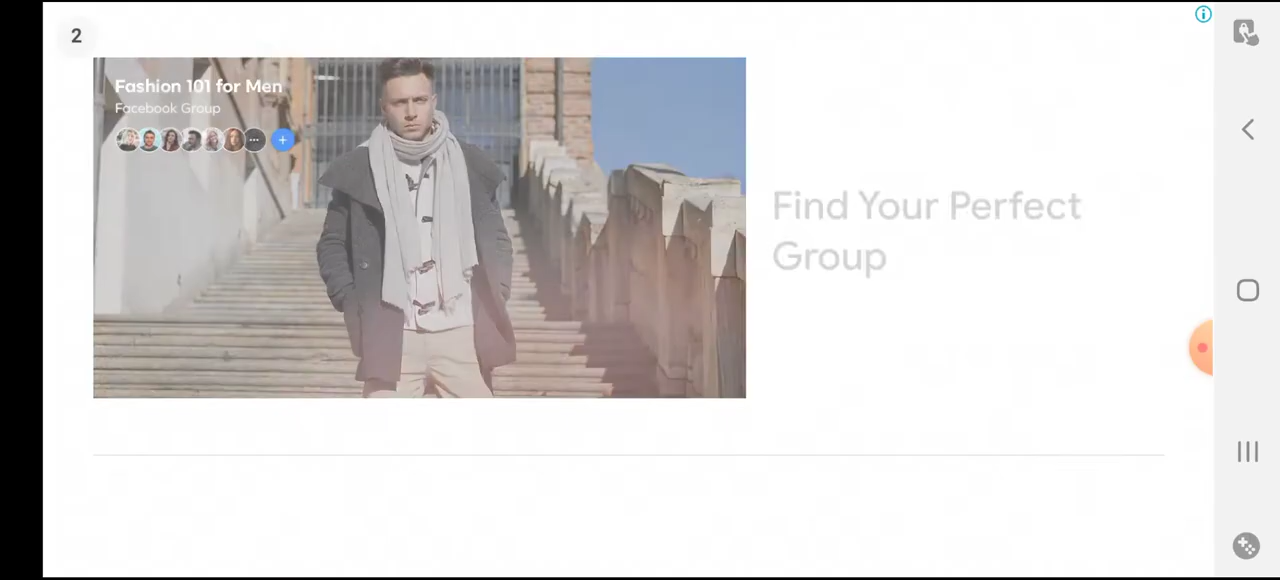 2
Fashion 101 for Men
Facebook Group
Find Your Perfect
Group